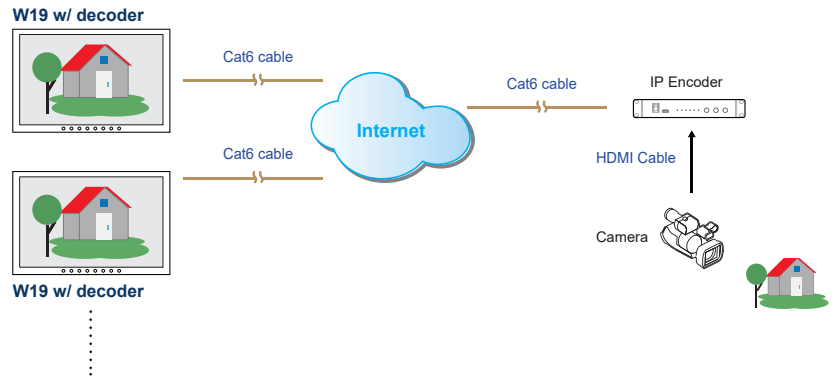 W19 w/ decoder
Cat6 cable
Cat6 cable
IP Encoder
Internet
Cat6 cable
HDMI Cable
Camera
W19 w/ decoder